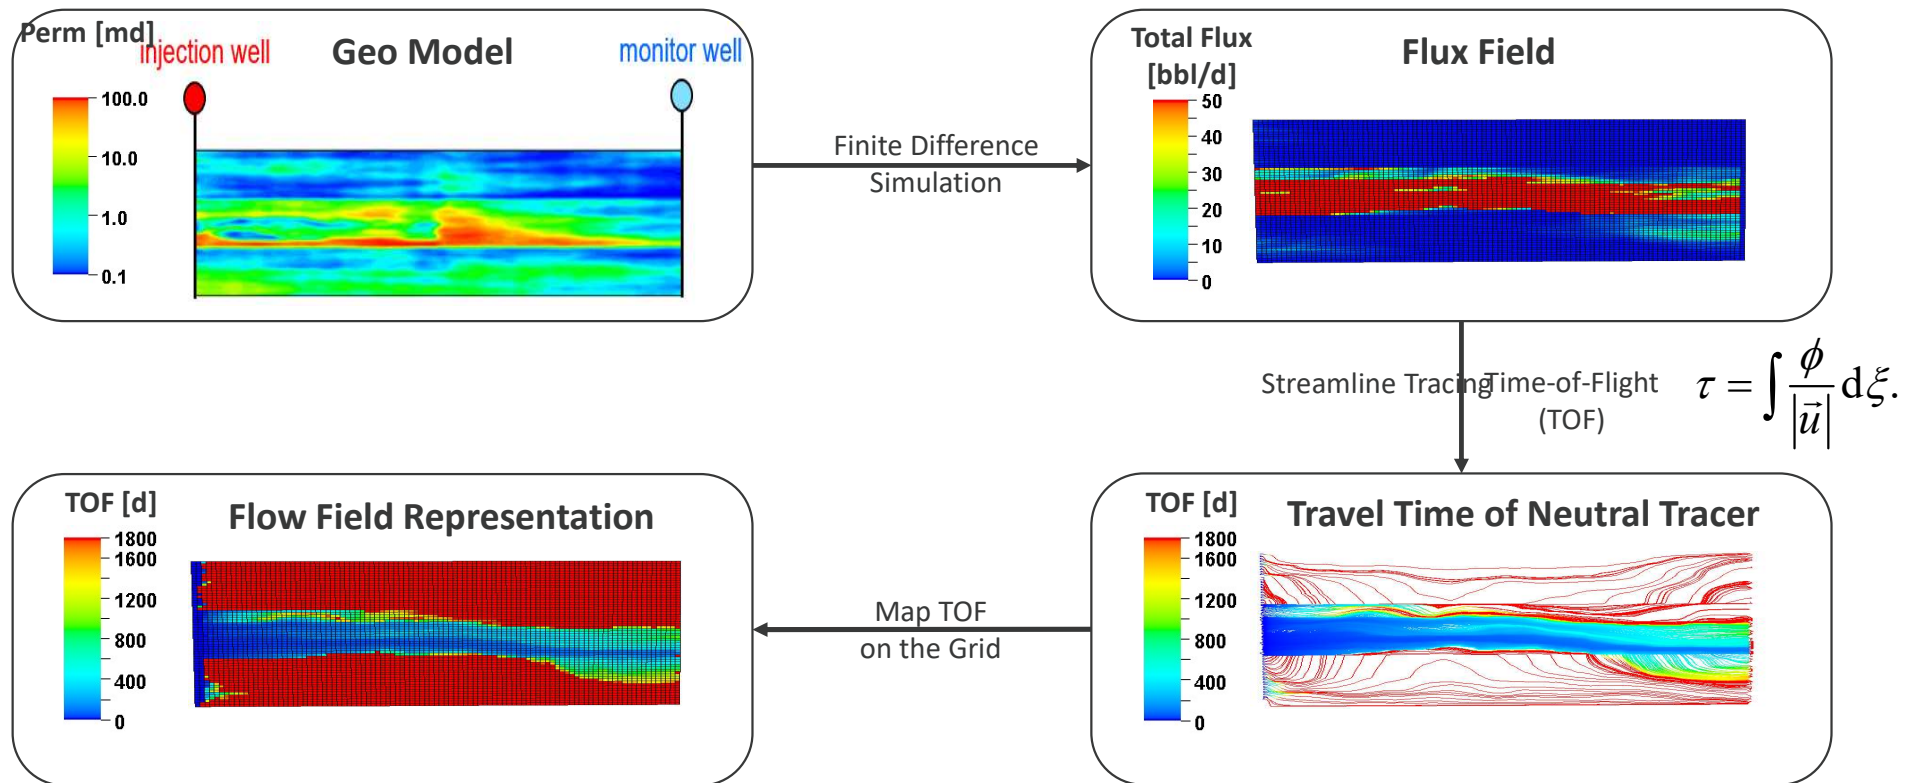 Perm [md]
injection well
Geo Model
monitor well
100.0
10.0
1.0
0.1
Finite Difference
Simulation
Total Flux
[bbl/d]
Flux Field
50
40
30
20
10
0
Streamline Tracing
Time-of-Flight
(TOF)
τ = ∫ ϕ/|u⃗| dξ.
TOF [d]
Flow Field Representation
1800
1600
1200
800
400
0
Map TOF
on the Grid
TOF [d]
Travel Time of Neutral Tracer
1800
1600
1200
800
400
0